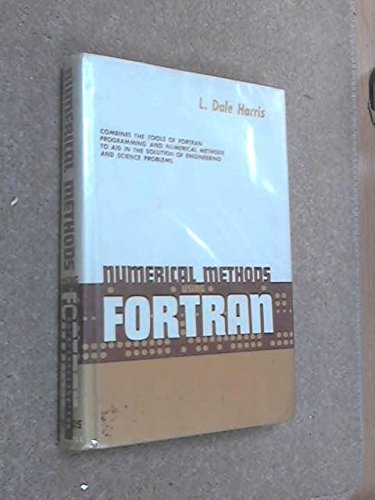 L. Dale Harris
COMBINES THE TOOLS OF FORTRAN
PROGRAMMING AND NUMERICAL METHODS
TO AID IN THE SOLUTION OF ENGINEERING
AND SCIENCE PROBLEMS.
NUMERICAL METHODS
USING
FORTRAN
NUMERICAL METHODS